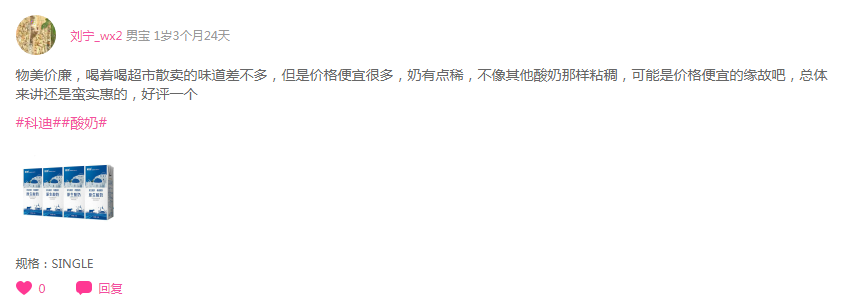 刘宁_wx2 男宝 1岁3个月24天
物美价廉，喝着喝超市散卖的味道差不多，但是价格便宜很多，奶有点稀，不像其他酸奶那样粘稠，可能是价格便宜的缘故吧，总体
来讲还是蛮实惠的，好评一个
#科迪##酸奶#
规格：SINGLE
0 回复